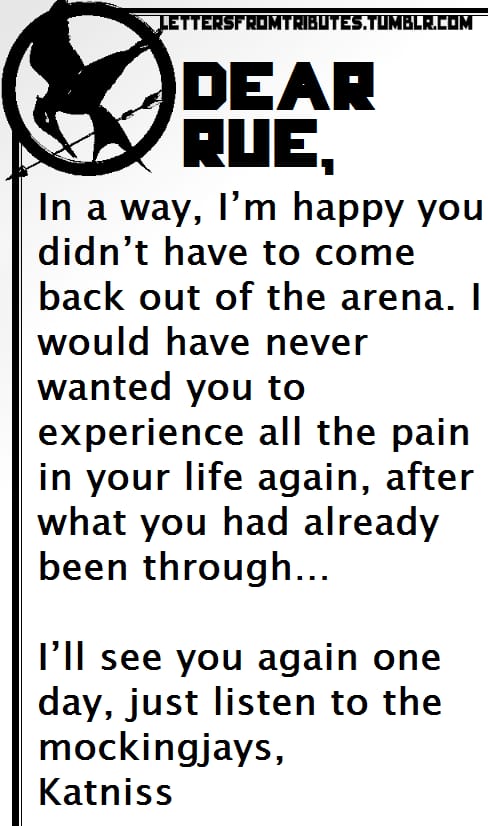 LETTERSFROMTRIBUTES.TUMBLR.COM
DEAR
RUE,
In a way, I’m happy you
didn’t have to come
back out of the arena. I
would have never
wanted you to
experience all the pain
in your life again, after
what you had already
been through...
I’ll see you again one
day, just listen to the
mockingjays,
Katniss